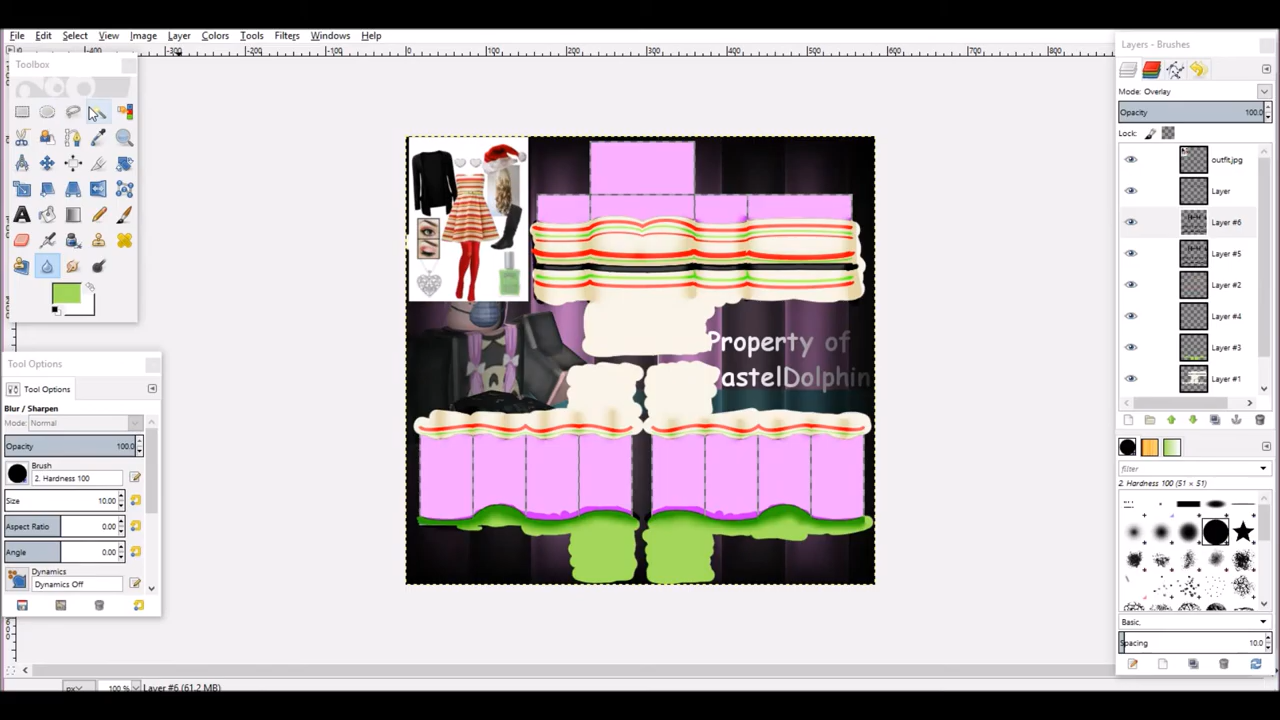 File Edit Select View Image Layer Colors Tools Filters Windows Help
Layers - Brushes
Toolbox
Mode: Overlay
Opacity 100.0
Lock:
outfit.jpg
Layer
Layer #6
Layer #5
Layer #2
Layer #4
Layer #3
Layer #1
Property of
PastelDolphin
Tool Options
Tool Options
Blur / Sharpen
Mode: Normal
Opacity 100.0
Brush
2. Hardness 100
Size 10.00
Aspect Ratio 0.00
Angle 0.00
Dynamics
Dynamics Off
filter
2. Hardness 100 (51 × 51)
Basic,
Spacing 10.0
px 100 % Layer #6 (61.2 MB)